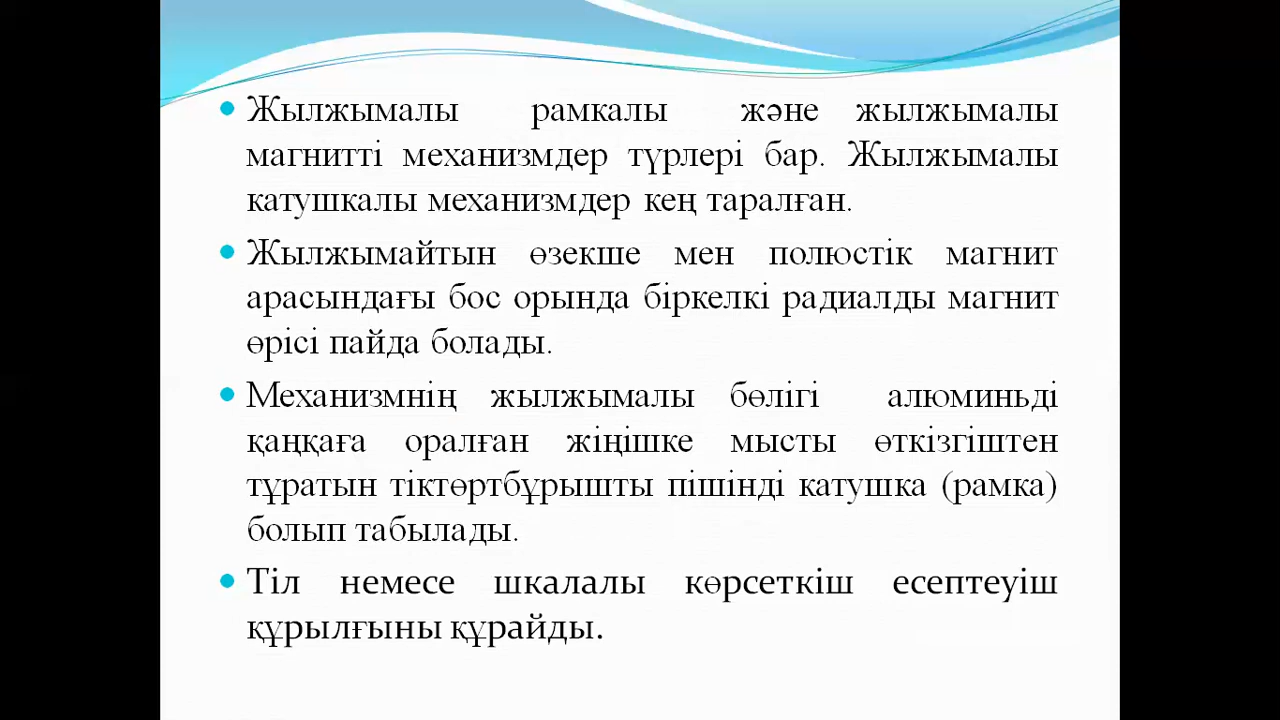 Жылжымалы рамкалы және жылжымалы
магнитті механизмдер түрлері бар. Жылжымалы
катушкалы механизмдер кең таралған.
Жылжымайтын өзекше мен полюстік магнит
арасындағы бос орында біркелкі радиалды магнит
өрісі пайда болады.
Механизмнің жылжымалы бөлігі алюминьді
қаңқаға оралған жіңішке мысты өткізгіштен
тұратын тіктөртбұрышты пішінді катушка (рамка)
болып табылады.
Тіл немесе шкалалы көрсеткіш есептеуіш
құрылғыны құрайды.